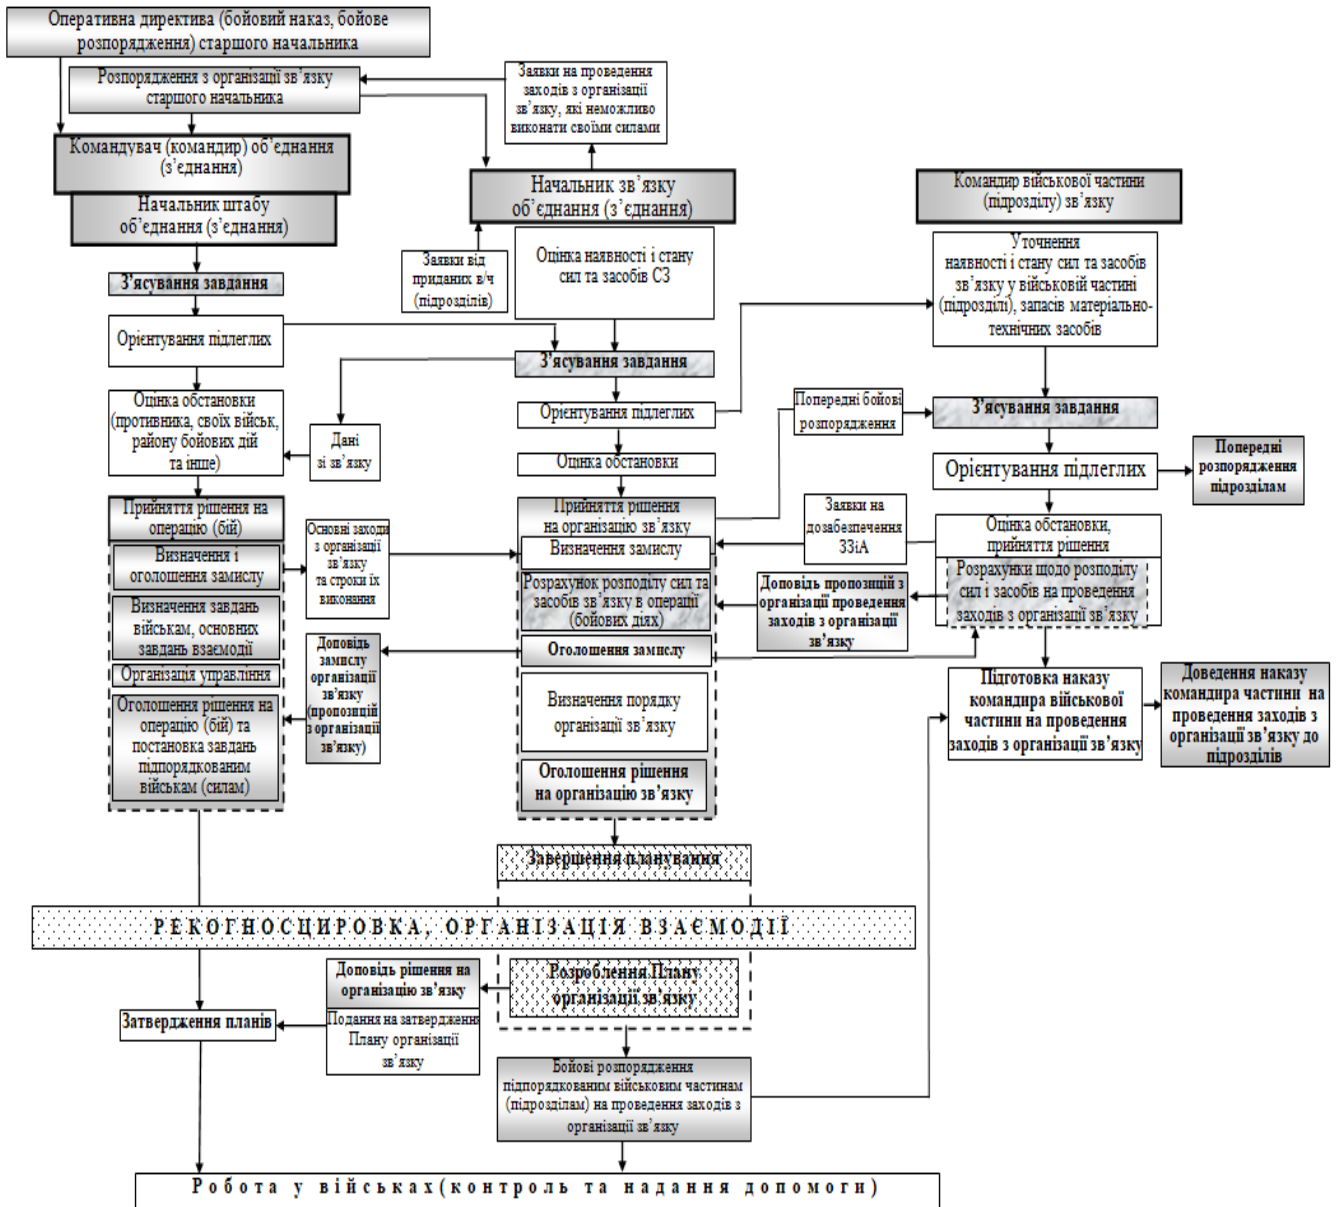 Оперативна директива (бойовий наказ, бойове
розпорядження) старшого начальника
Розпорядження з організації зв’язку
старшого начальника
Заявки на проведення
заходів з організації
зв’язку, які неможливо
виконати своїми силами
Командувач (командир) об’єднання
(з’єднання)
Начальник штабу
об’єднання (з’єднання)
Начальник зв’язку
об’єднання (з’єднання)
Командир військової частини
(підрозділу) зв’язку
Заявки від
приданих в/ч
(підрозділів)
Оцінка наявності і стану
сил та засобів СЗ
Уточнення
наявності і стану сил та засобів
зв’язку у військовій частині
(підрозділі), запасів матеріально-
технічних засобів
З’ясування завдання
Орієнтування підлеглих
З’ясування завдання
Оцінка обстановки
(противника, своїх військ,
району бойових дій
та інше)
Дані
зі зв’язку
Орієнтування підлеглих
Попередні бойові
розпорядження
З’ясування завдання
Оцінка обстановки
Орієнтування підлеглих
Попередні
розпорядження
підрозділам
Прийняття рішення на
операцію (бій)
Визначення і
оголошення замислу
Визначення завдань
військам, основних
завдань взаємодії
Організація управління
Оголошення рішення на
операцію (бій) та
постановка завдань
підпорядкованим
військам (силам)
Основні заходи
з організації
зв’язку
та строки їх
виконання
Доповідь
замислу
організації
зв’язку
(пропозицій
з організації
зв’язку)
Прийняття рішення
на організацію зв’язку
Визначення замислу
Розрахунок розподілу сил та
засобів зв’язку в операції
(бойових діях)
Оголошення замислу
Визначення порядку
організації зв’язку
Оголошення рішення
на організацію зв’язку
Заявки на
дозабезпечення
ЗЗіА
Доповідь пропозицій з
організації проведення
заходів з організації
зв’язку
Оцінка обстановки,
прийняття рішення
Розрахунки щодо розподілу
сил і засобів на проведення
заходів з організації зв’язку
Підготовка наказу
командира військової
частини на проведення
заходів з організації зв’язку
Доведення наказу
командира частини на
проведення заходів з
організації зв’язку до
підрозділів
Завершення планування
РЕКОГНОСЦИРОВКА, ОРГАНІЗАЦІЯ ВЗАЄМОДІЇ
Доповідь рішення на
організацію зв’язку
Подання на затвердження
Плану організації
зв’язку
Розроблення Плану
організації зв’язку
Затвердження планів
Бойові розпорядження
підпорядкованим військовим частинам
(підрозділам) на проведення заходів з
організації зв’язку
Робота у військах(контроль та надання допомоги)